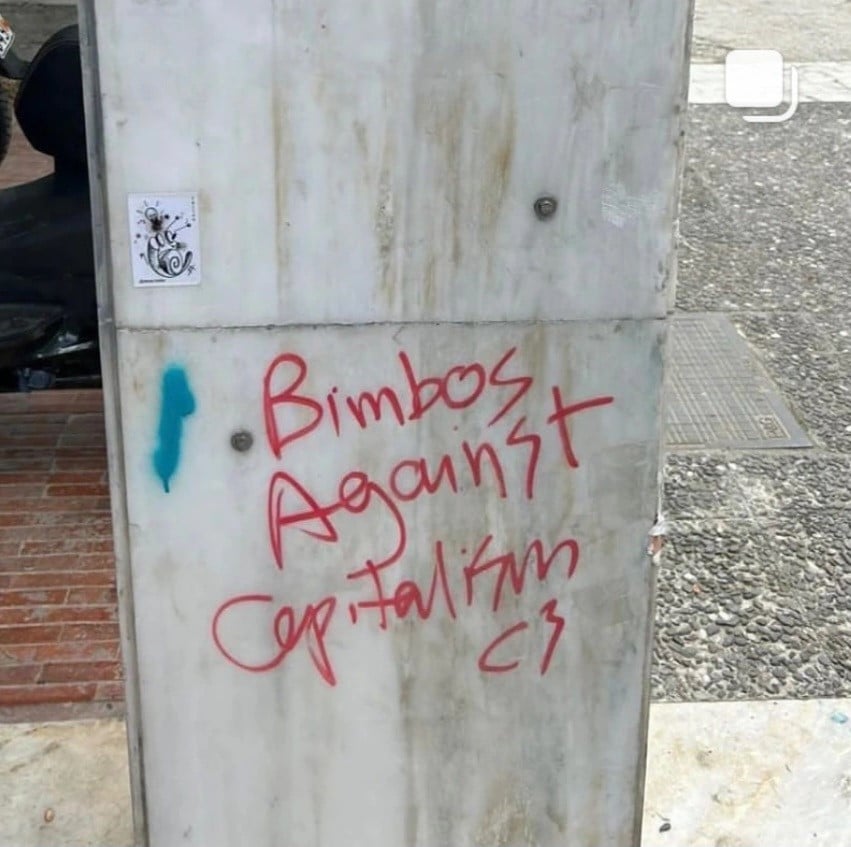 Bimbos
Against
Capitalism
<3